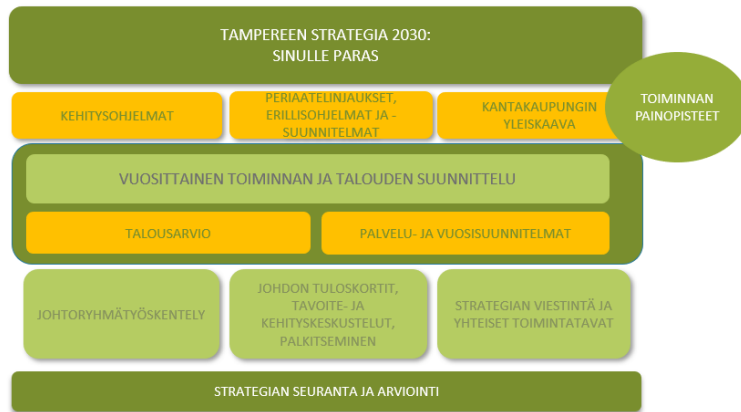 TAMPEREEN STRATEGIA 2030:
SINULLE PARAS
KEHITYSOHJELMAT
PERIAATELINJAUKSET,
ERILLISOHJELMAT JA -
SUUNNITELMAT
KANTAKAUPUNGIN
YLEISKAAVA
TOIMINNAN
PAINOPISTEET
VUOSITTAINEN TOIMINNAN JA TALOUDEN SUUNNITTELU
TALOUSARVIO
PALVELU- JA VUOSISUUNNITELMAT
JOHTORYHMÄTYÖSKENTELY
JOHDON TULOSKORTIT,
TAVOITE- JA
KEHITYSKESKUSTELUT,
PALKITSEMINEN
STRATEGIAN VIESTINTÄ JA
YHTEISET TOIMINTATAVAT
STRATEGIAN SEURANTA JA ARVIOINTI